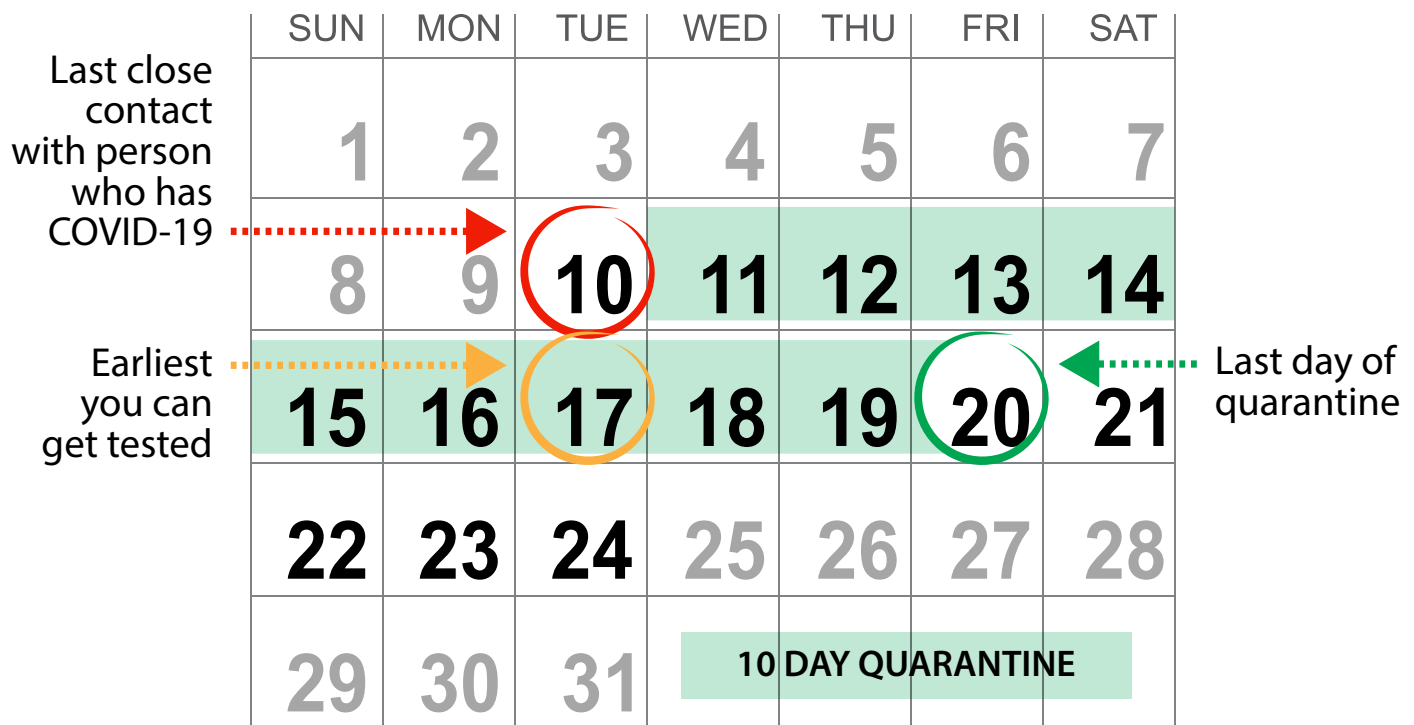 SUN MON TUE WED THU FRI SAT
Last close
contact
with person
who has
COVID-19
1 2 3 4 5 6 7
8 9 10 11 12 13 14
Earliest
you can
get tested
15 16 17 18 19 20 21
Last day of
quarantine
22 23 24 25 26 27 28
29 30 31
10 DAY QUARANTINE